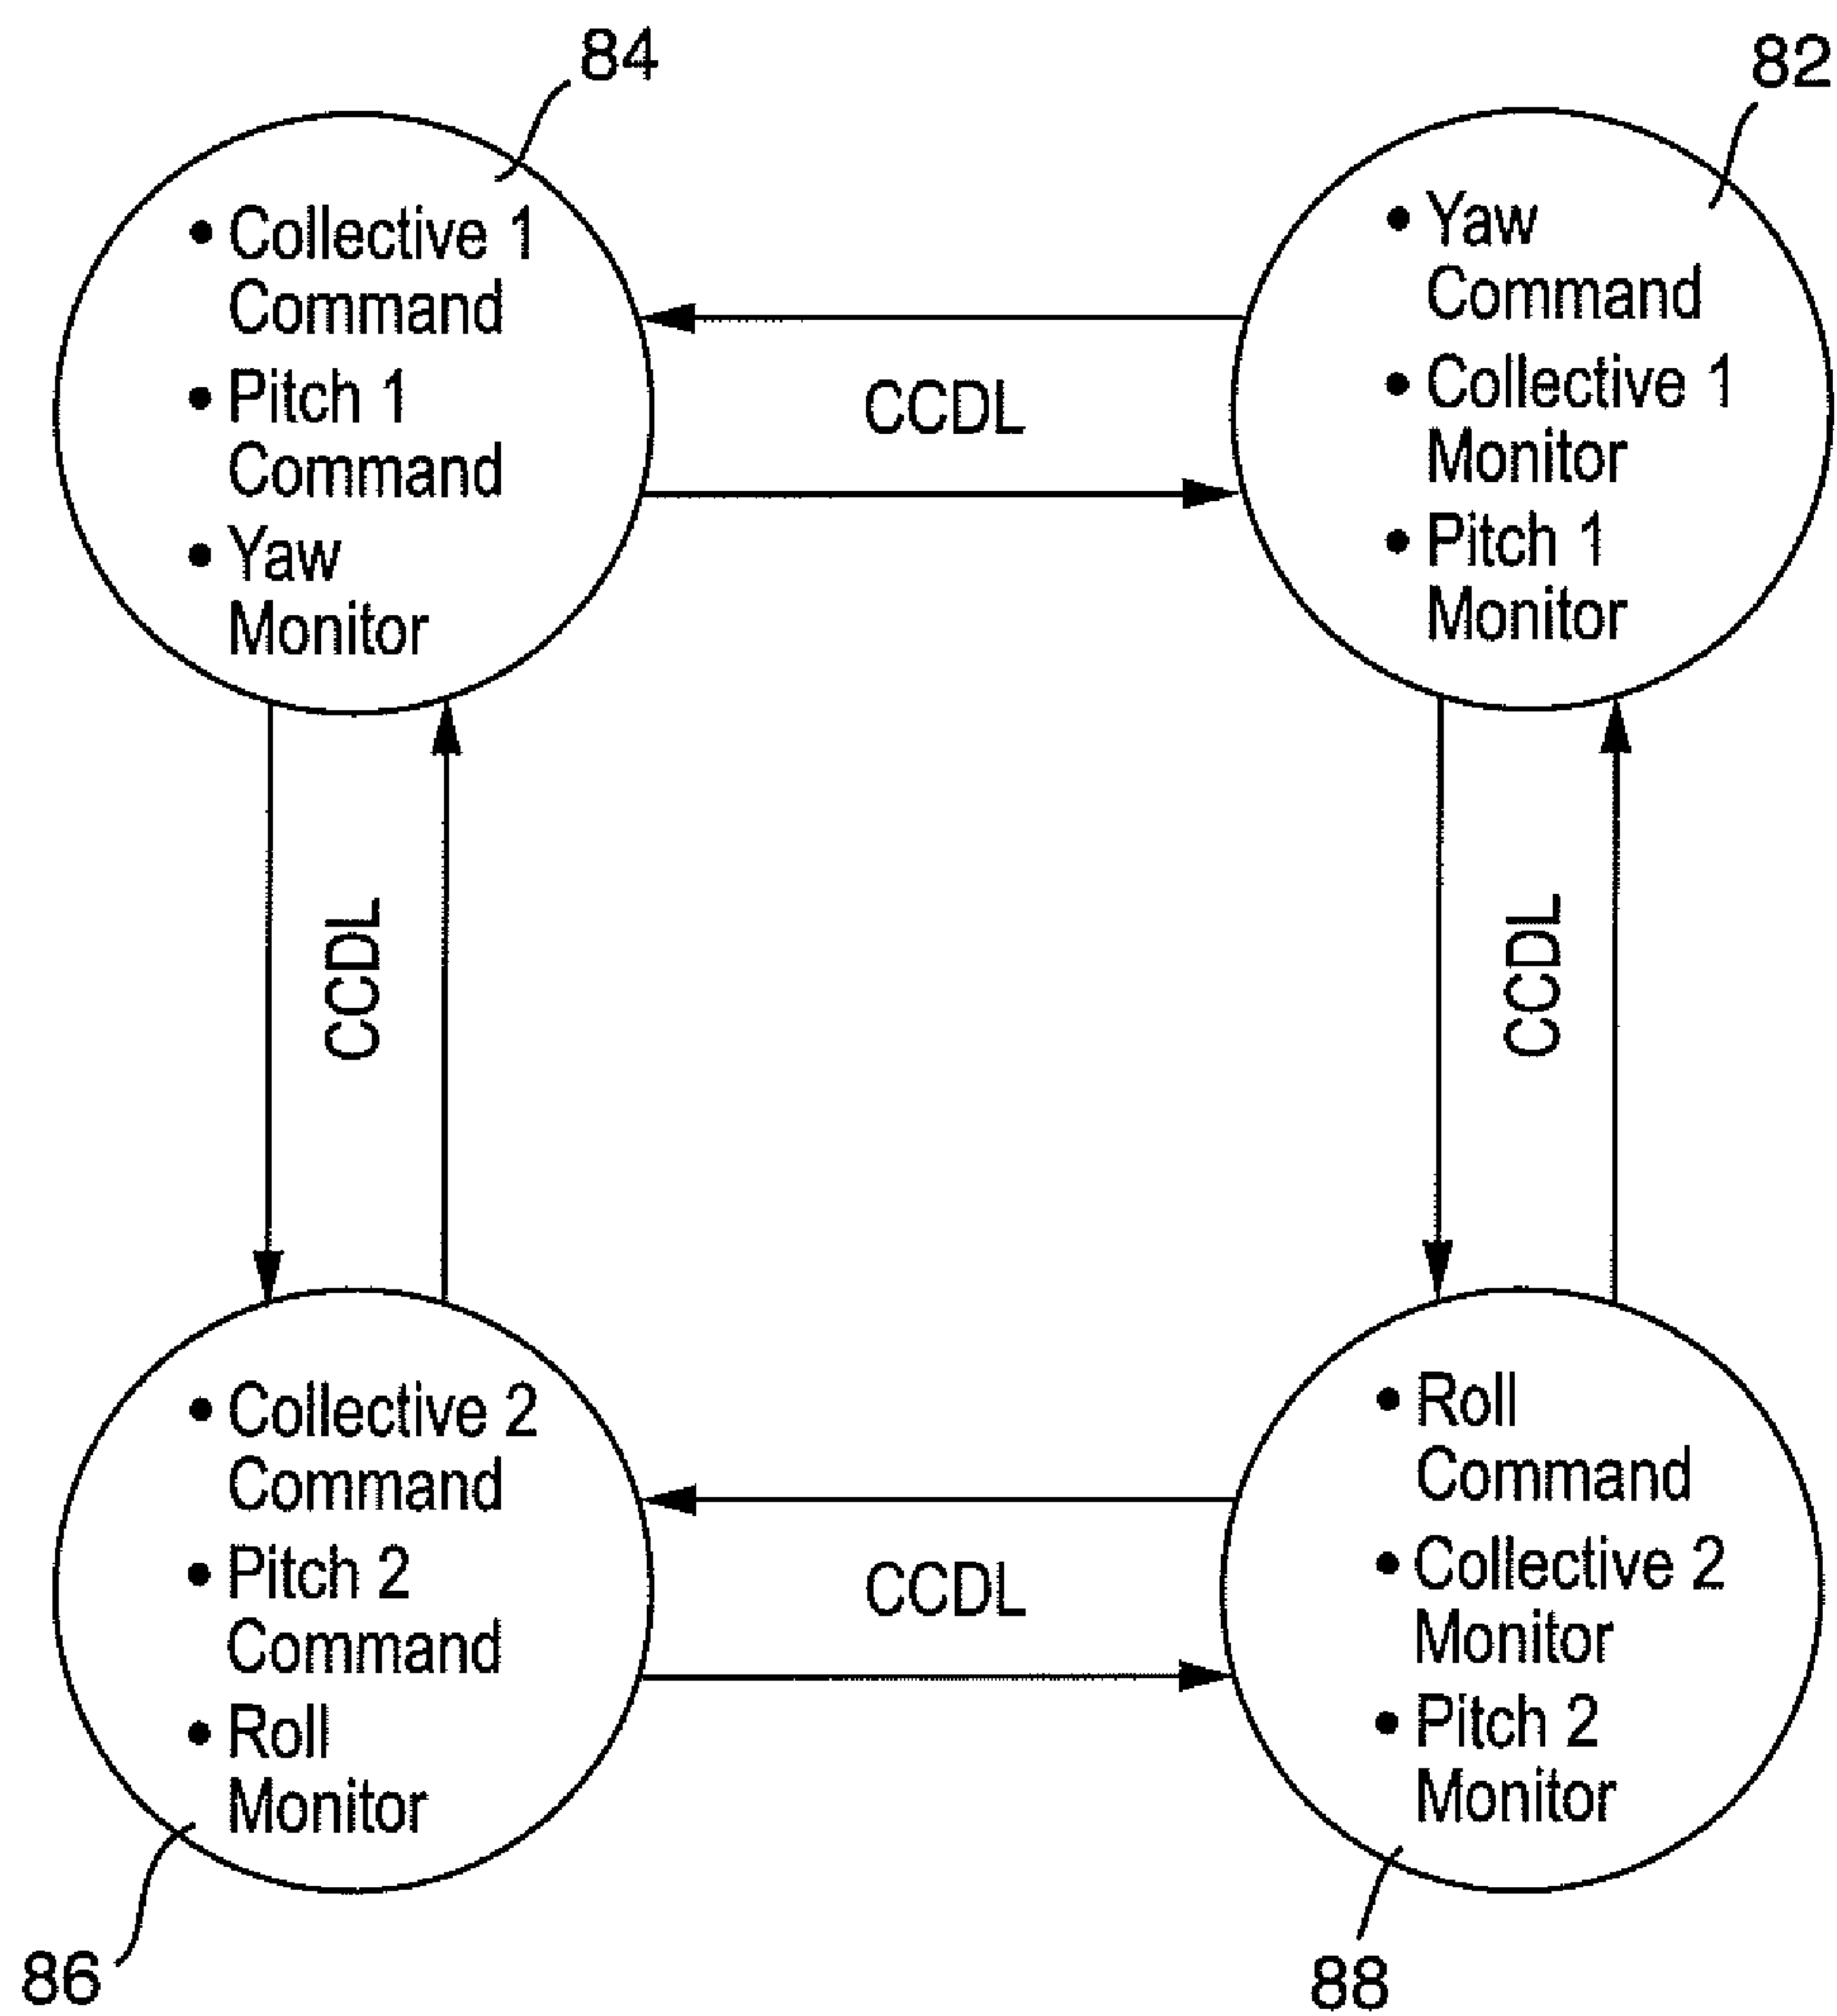 84
82
• Collective 1
Command
• Pitch 1
Command
• Yaw
Monitor
CCDL
• Yaw
Command
• Collective 1
Monitor
• Pitch 1
Monitor
CCDL
CCDL
• Collective 2
Command
• Pitch 2
Command
• Roll
Monitor
CCDL
• Roll
Command
• Collective 2
Monitor
• Pitch 2
Monitor
86
88